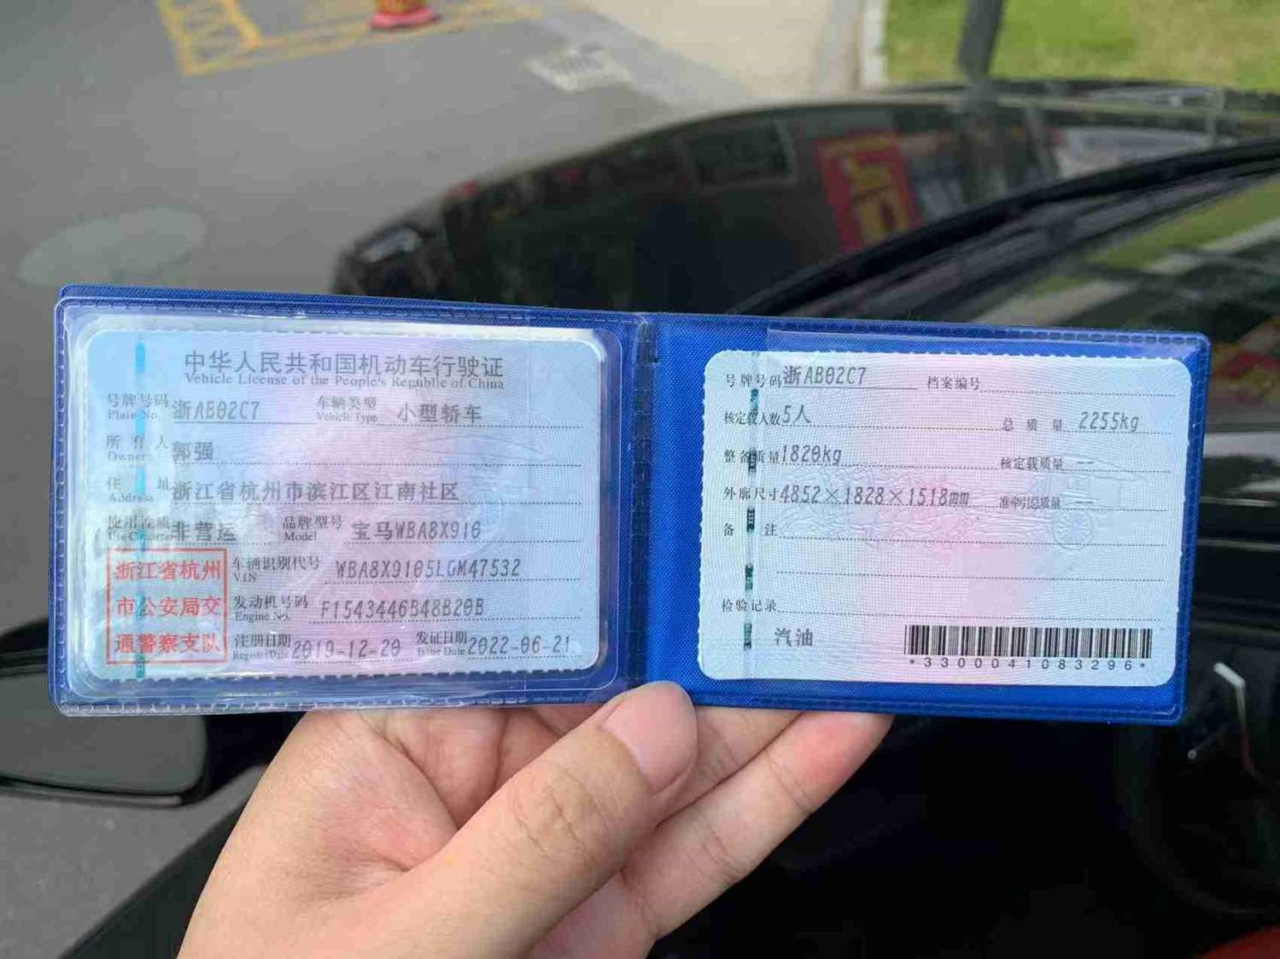 中华人民共和国机动车行驶证
Vehicle License of the People's Republic of China
号牌号码 浙AB02C7 车辆类型 小型轿车
Plate No. Vehicle Type
所有人 郭强
Owner
住址 浙江省杭州市滨江区江南社区
Address
使用性质 非营运 品牌型号 宝马WBA8X910
Use Character Model
浙江省杭州
市公安局交
通警察支队
车辆识别代号 WBA8X9105LGM47532
VIN
发动机号码 F1543446B48B20B
Engine No.
注册日期 2019-12-20 发证日期 2022-06-21
Register Date Issue Date
号牌号码 浙AB02C7 档案编号
核定载人数 5人 总质量 2255kg
整备质量 1820kg 核定载质量 --
外廓尺寸 4852×1828×1518mm 准牵引总质量 --
备注
检验记录
汽油
*3300041083296*